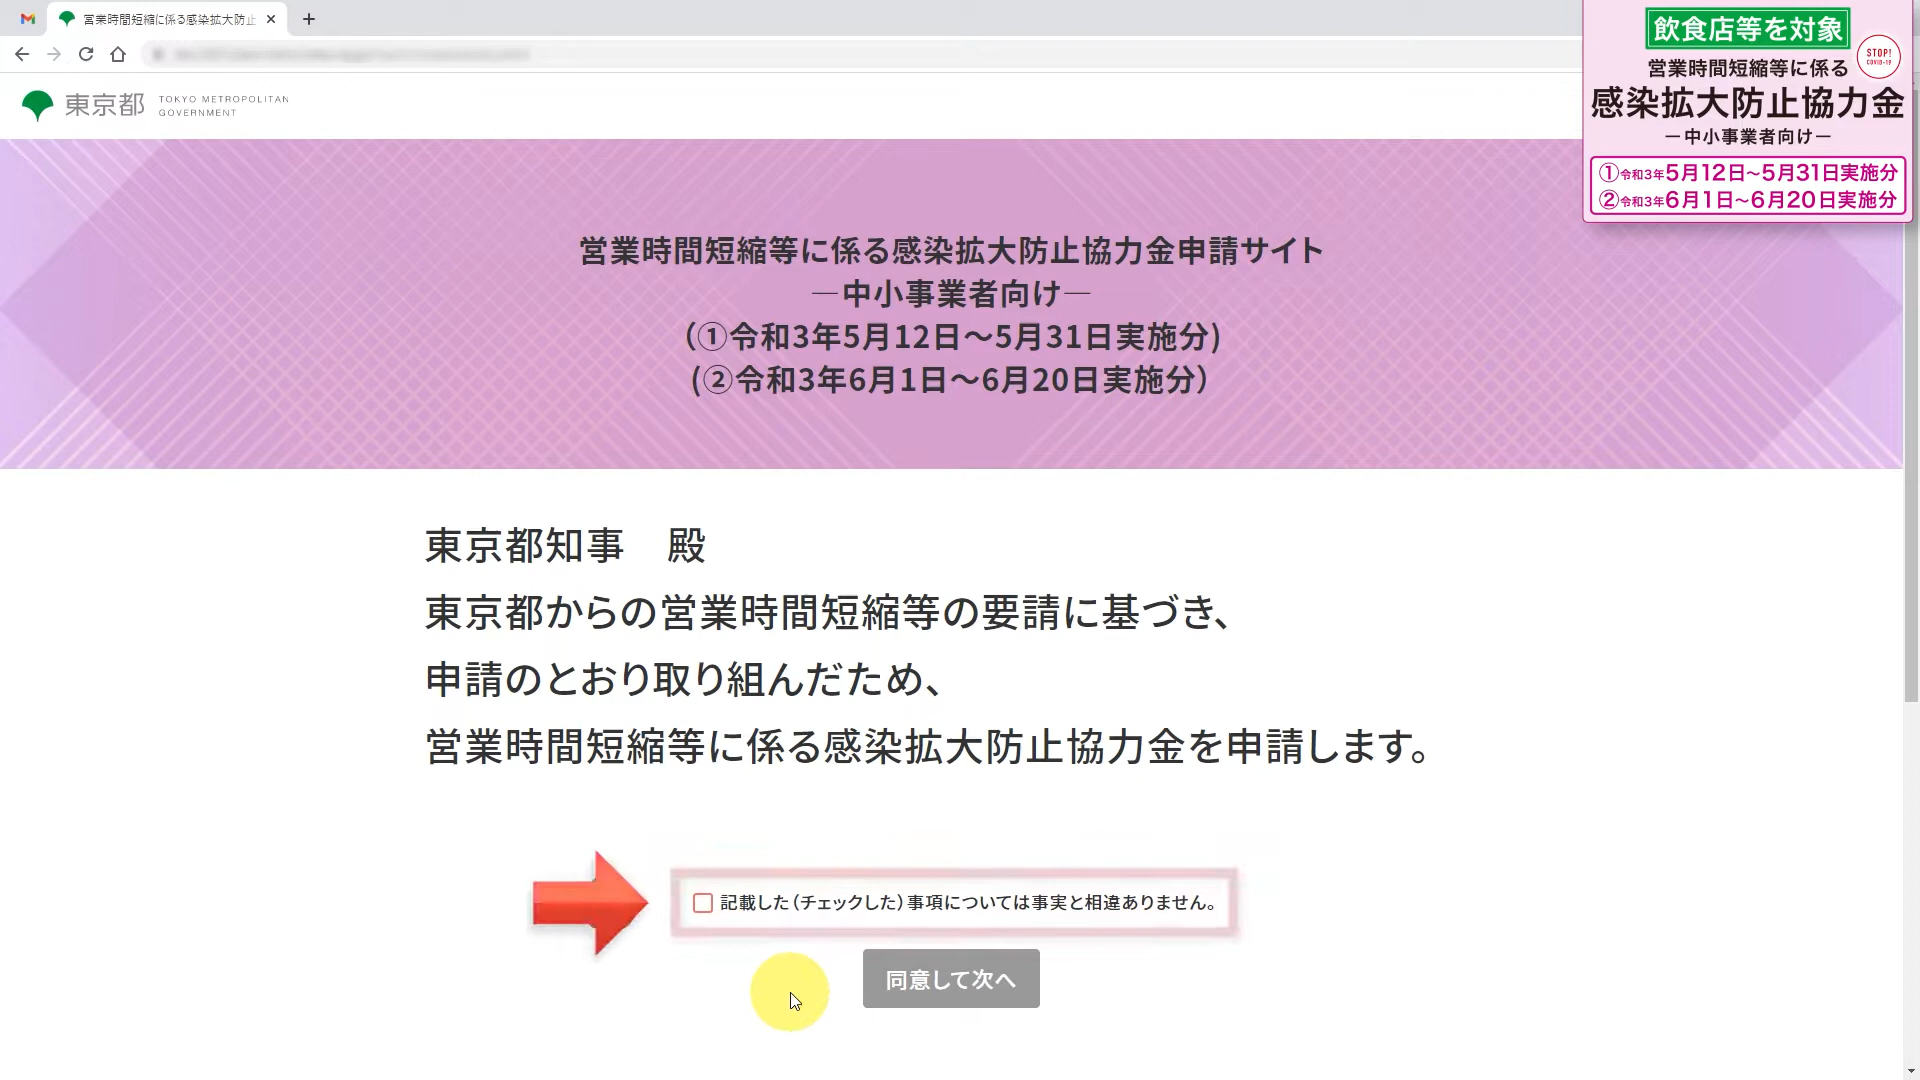 営業時間短縮に係る感染拡大防止
東京都 TOKYO METROPOLITAN GOVERNMENT
飲食店等を対象
STOP!
COVID-19
営業時間短縮等に係る
感染拡大防止協力金
―中小事業者向け―
①令和3年5月12日~5月31日実施分
②令和3年6月1日~6月20日実施分
営業時間短縮等に係る感染拡大防止協力金申請サイト
―中小事業者向け―
(①令和3年5月12日～5月31日実施分)
(②令和3年6月1日～6月20日実施分)
東京都知事　殿
東京都からの営業時間短縮等の要請に基づき、
申請のとおり取り組んだため、
営業時間短縮等に係る感染拡大防止協力金を申請します。
記載した(チェックした)事項については事実と相違ありません。
同意して次へ